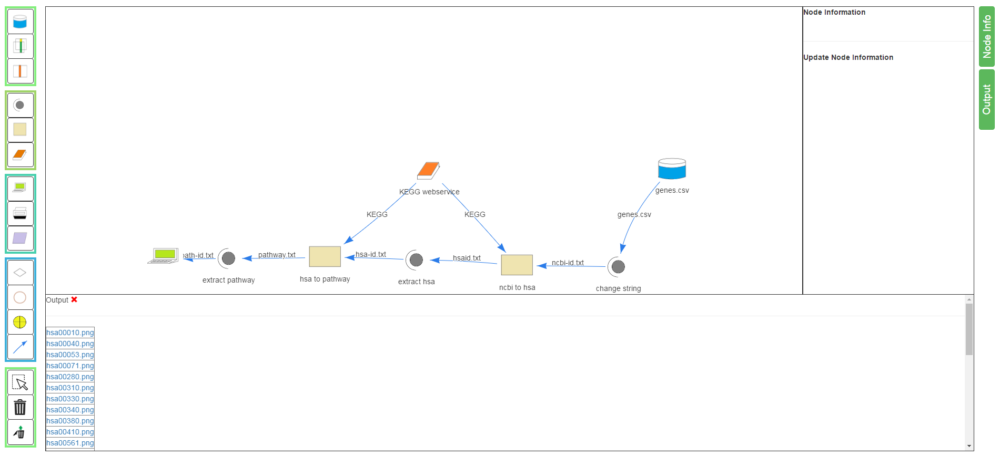 Node Information
Update Node Information
Node Info
Output
KEGG webservice
genes.csv
KEGG
KEGG
genes.csv
path-id.txt
pathway.txt
hsa-id.txt
hsaid.txt
ncbi-id.txt
extract pathway
hsa to pathway
extract hsa
ncbi to hsa
change string
Output
hsa00010.png
hsa00040.png
hsa00053.png
hsa00071.png
hsa00280.png
hsa00310.png
hsa00330.png
hsa00340.png
hsa00380.png
hsa00410.png
hsa00561.png